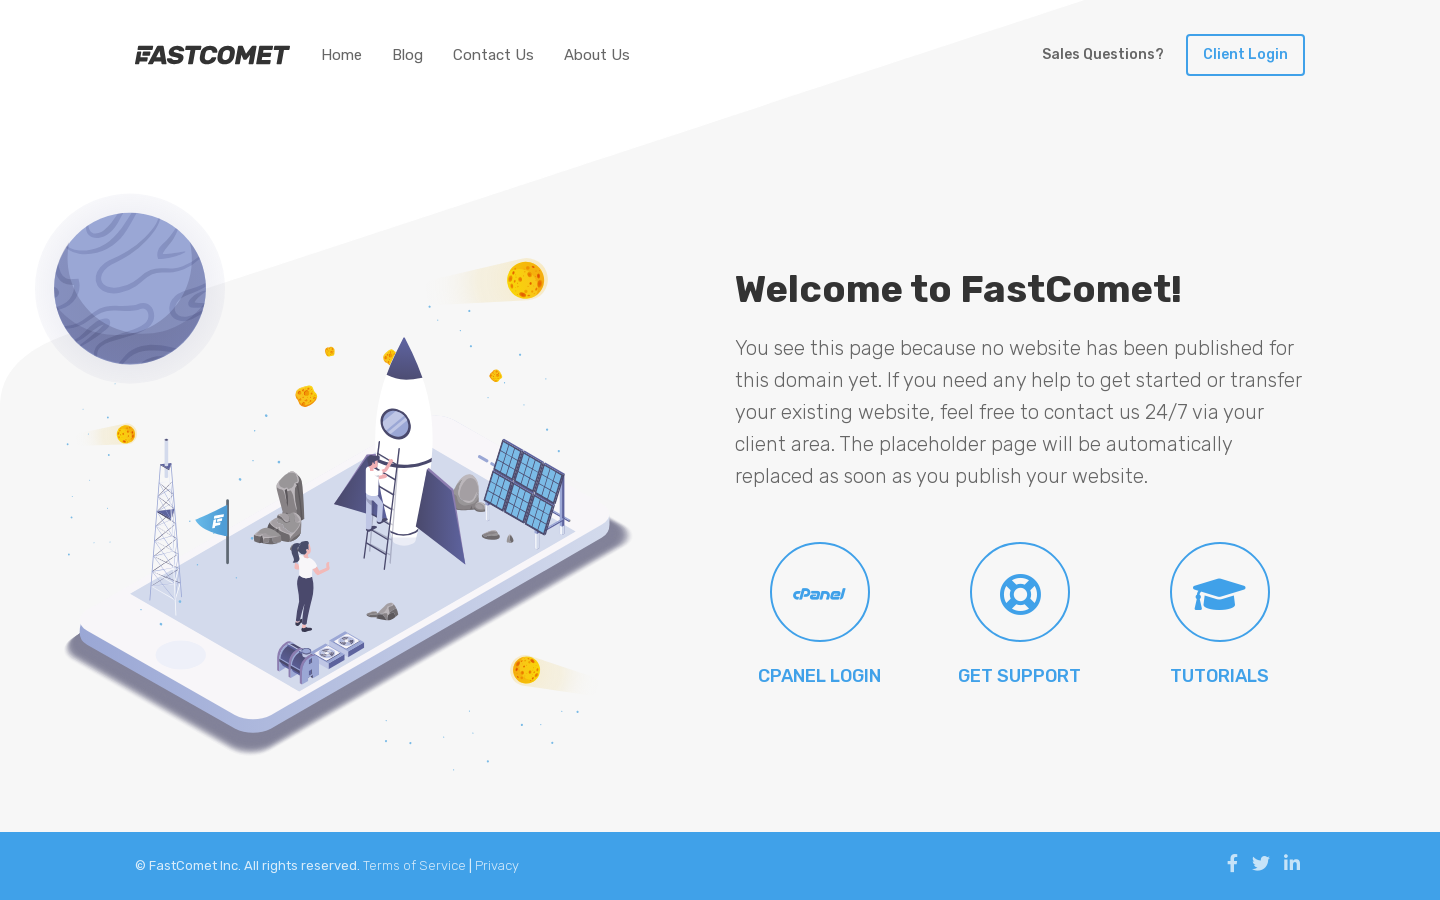 FASTCOMET
Home
Blog
Contact Us
About Us
Sales Questions?
Client Login
Welcome to FastComet!
You see this page because no website has been published for
this domain yet. If you need any help to get started or transfer
your existing website, feel free to contact us 24/7 via your
client area. The placeholder page will be automatically
replaced as soon as you publish your website.
cPanel
CPANEL LOGIN
GET SUPPORT
TUTORIALS
© FastComet Inc. All rights reserved. Terms of Service | Privacy